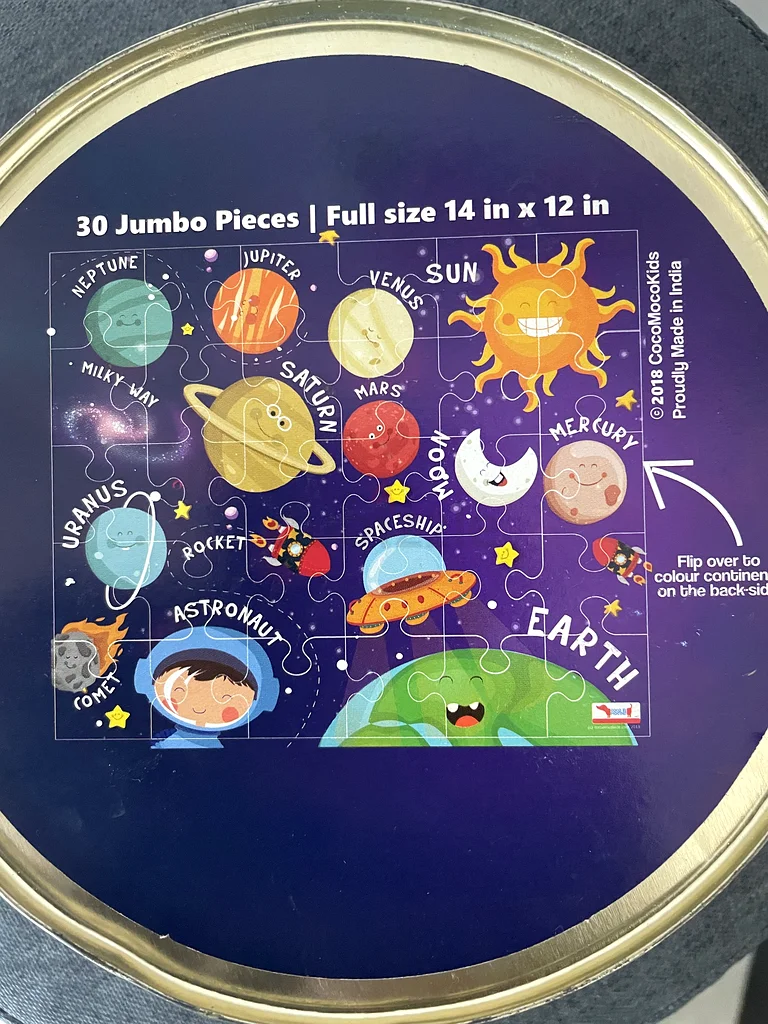 30 Jumbo Pieces | Full size 14 in x 12 in
NEPTUNE
JUPITER
VENUS
SUN
MILKY WAY
SATURN
MARS
MOON
MERCURY
URANUS
ROCKET
SPACESHIP
ASTRONAUT
EARTH
COMET
© 2018 CocoMocoKids
Proudly Made in India
Flip over to
colour continen
on the back-sid